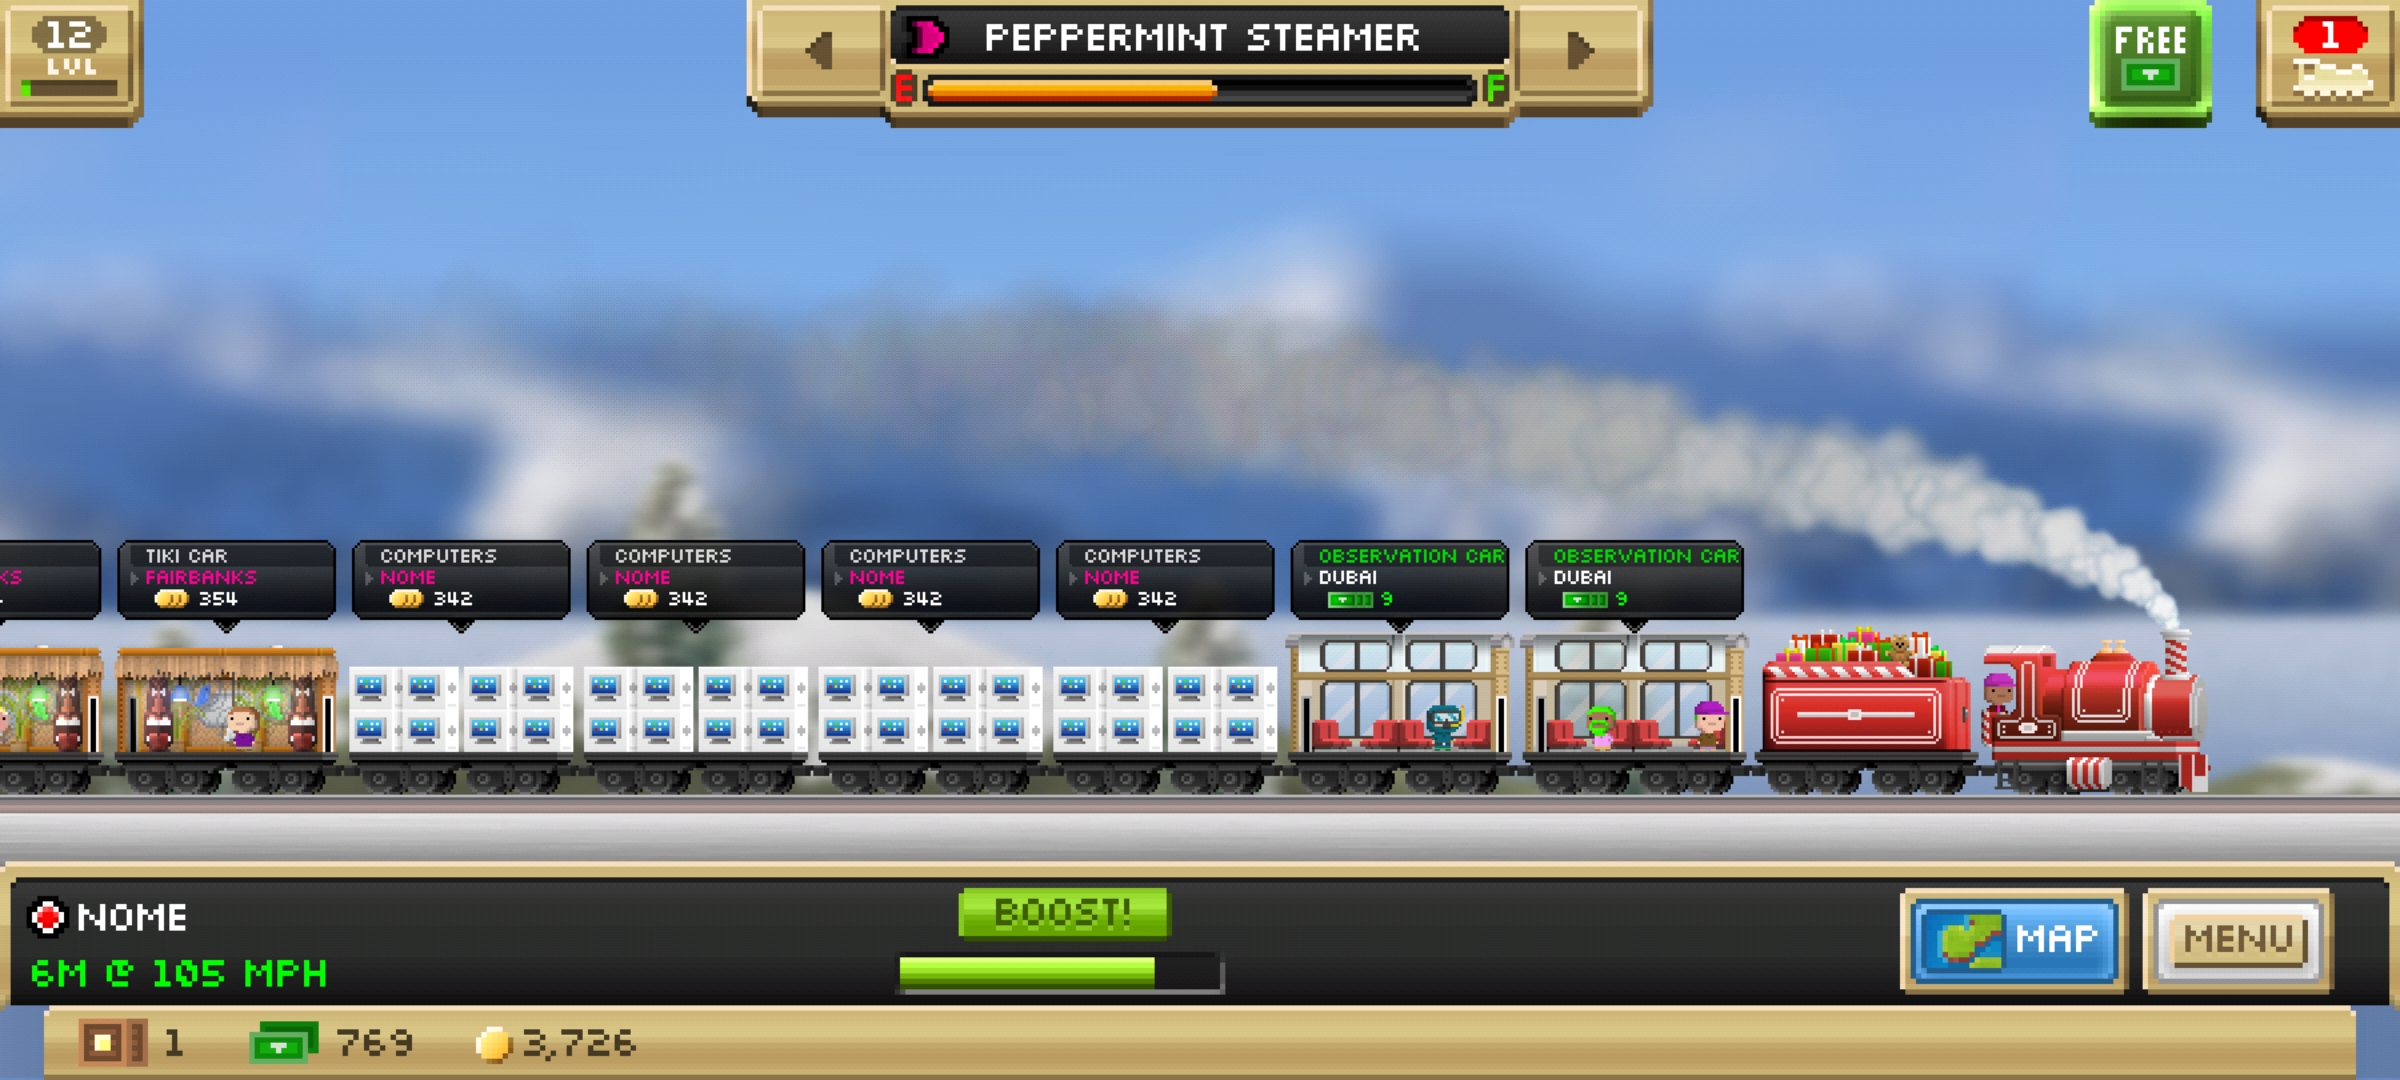 12
LVL
PEPPERMINT STEAMER
E F
FREE
1
KS
TIKI CAR
FAIRBANKS
354
COMPUTERS
NOME
342
COMPUTERS
NOME
342
COMPUTERS
NOME
342
COMPUTERS
NOME
342
OBSERVATION CAR
DUBAI
9
OBSERVATION CAR
DUBAI
9
NOME
6M @ 105 MPH
BOOST!
MAP
MENU
1
769
3,726